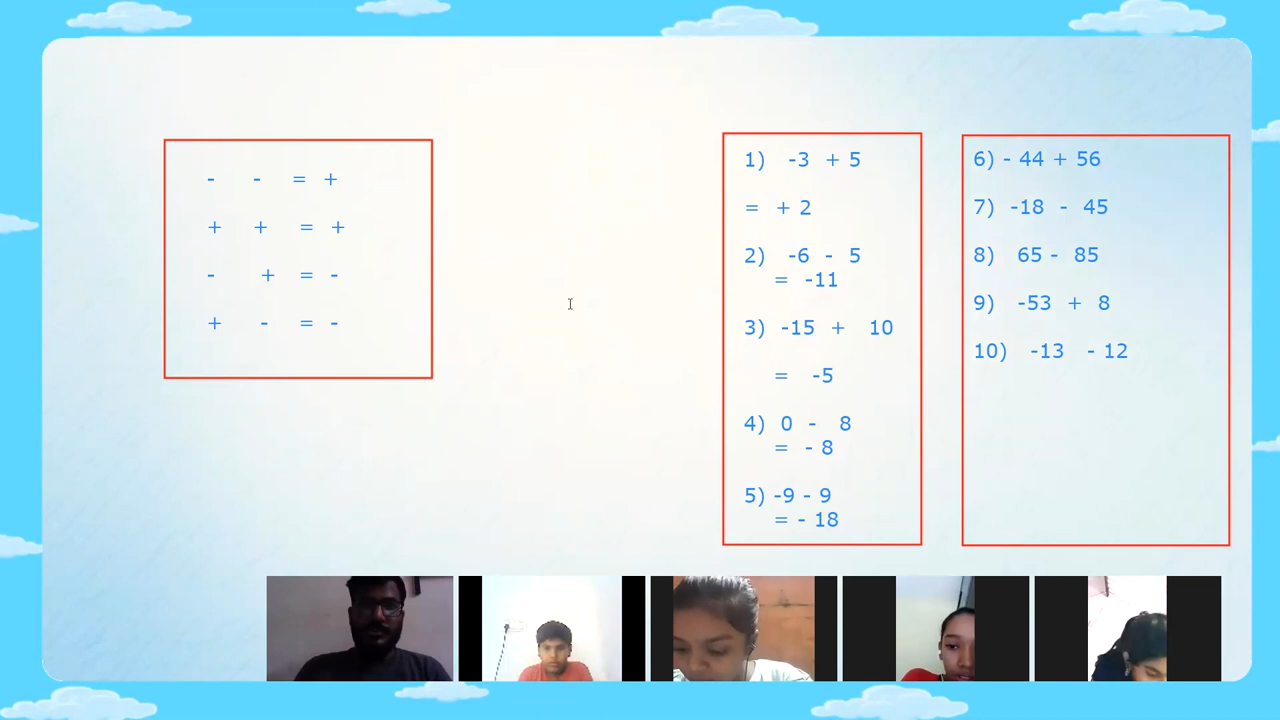 - - = +
+ + = +
- + = -
+ - = -
1) -3 + 5
= + 2
2) -6 - 5
= -11
3) -15 + 10
= -5
4) 0 - 8
= - 8
5) -9 - 9
= - 18
6) - 44 + 56
7) -18 - 45
8) 65 - 85
9) -53 + 8
10) -13 - 12